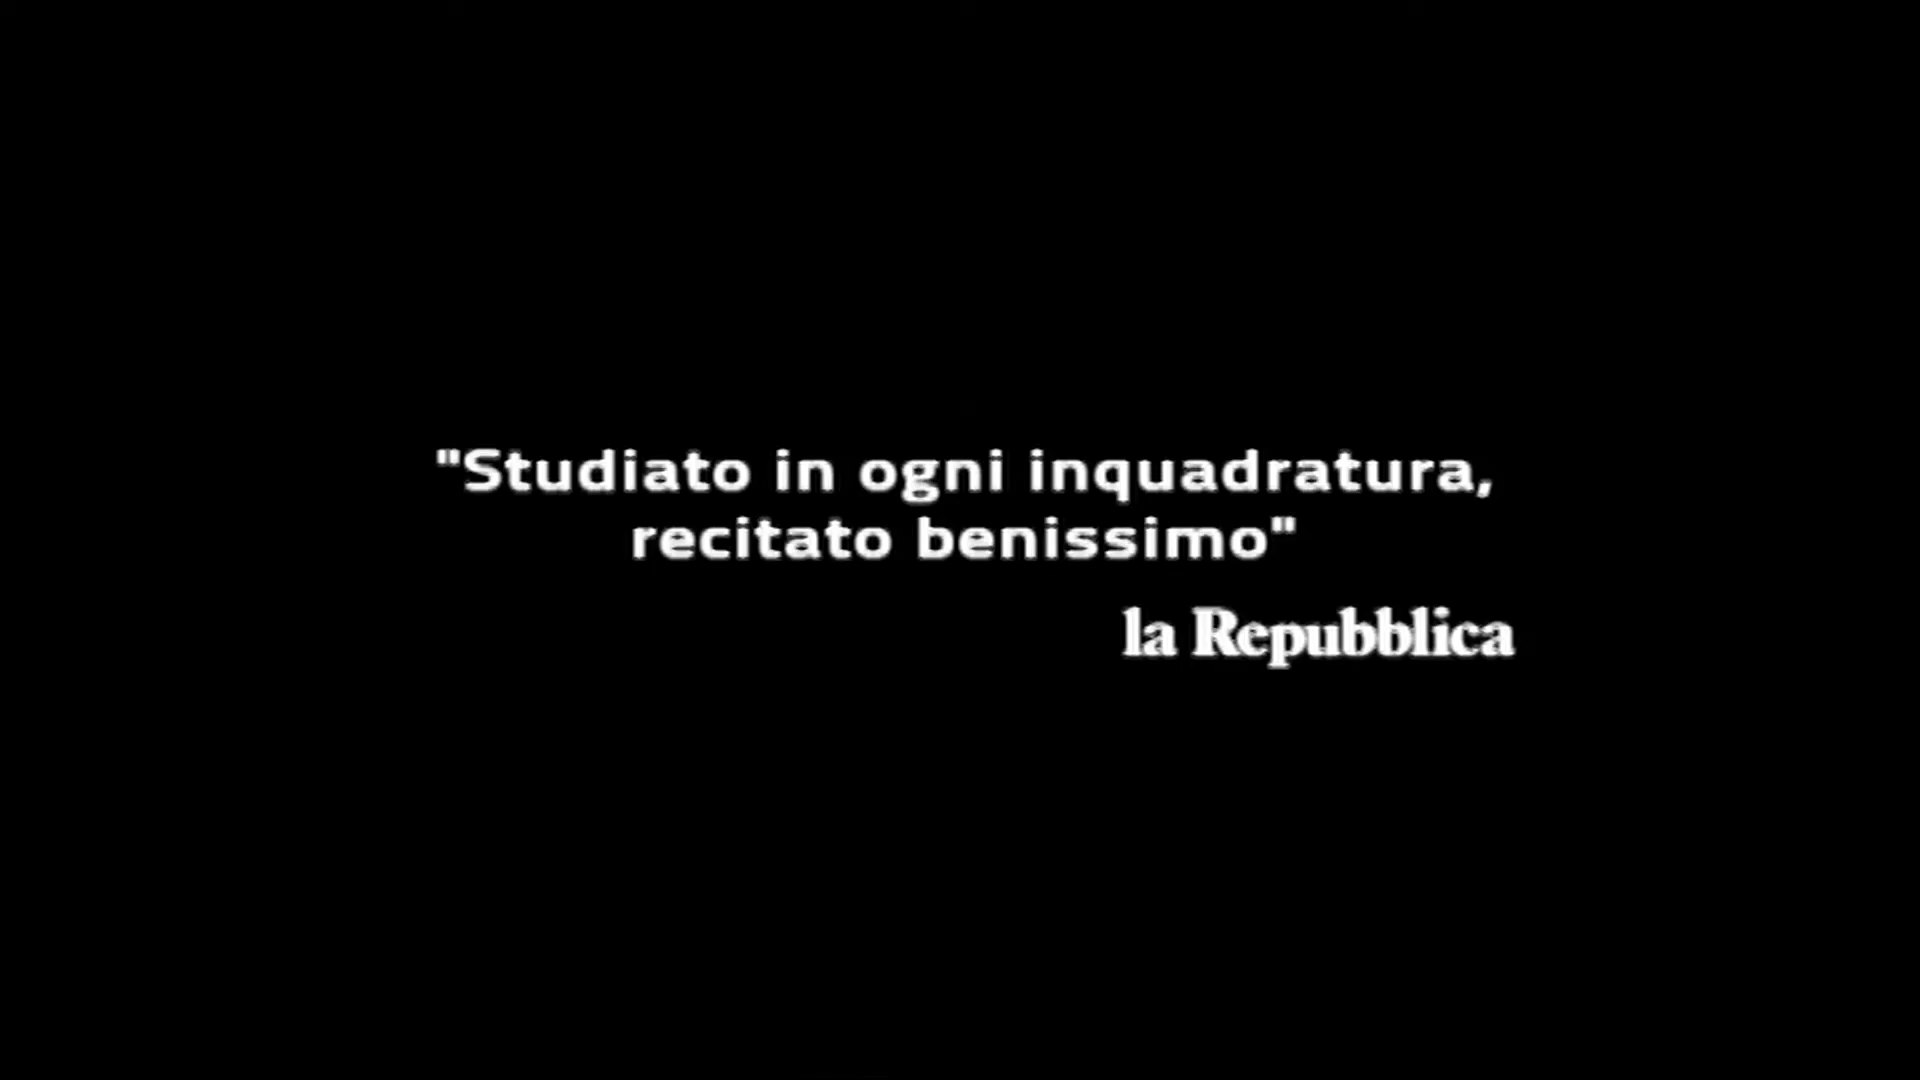 "Studiato in ogni inquadratura,
recitato benissimo"
la Repubblica